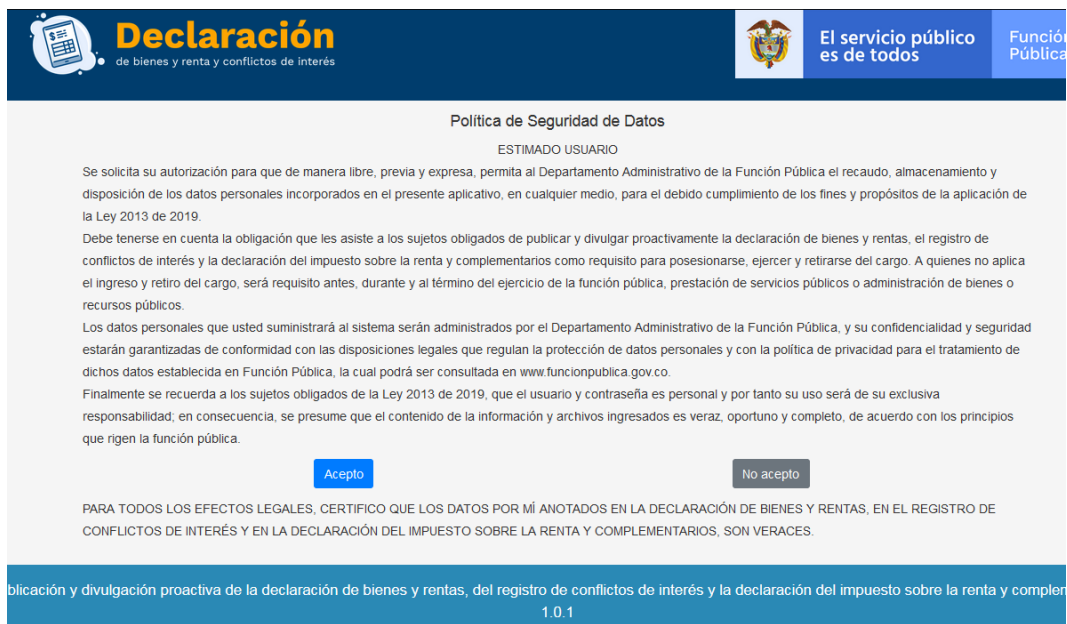 Declaración
de bienes y renta y conflictos de interés
El servicio público
es de todos
Función
Pública
Política de Seguridad de Datos
ESTIMADO USUARIO
Se solicita su autorización para que de manera libre, previa y expresa, permita al Departamento Administrativo de la Función Pública el recaudo, almacenamiento y
disposición de los datos personales incorporados en el presente aplicativo, en cualquier medio, para el debido cumplimiento de los fines y propósitos de la aplicación de
la Ley 2013 de 2019.
Debe tenerse en cuenta la obligación que les asiste a los sujetos obligados de publicar y divulgar proactivamente la declaración de bienes y rentas, el registro de
conflictos de interés y la declaración del impuesto sobre la renta y complementarios como requisito para posesionarse, ejercer y retirarse del cargo. A quienes no aplica
el ingreso y retiro del cargo, será requisito antes, durante y al término del ejercicio de la función pública, prestación de servicios públicos o administración de bienes o
recursos públicos.
Los datos personales que usted suministrará al sistema serán administrados por el Departamento Administrativo de la Función Pública, y su confidencialidad y seguridad
estarán garantizadas de conformidad con las disposiciones legales que regulan la protección de datos personales y con la política de privacidad para el tratamiento de
dichos datos establecida en Función Pública, la cual podrá ser consultada en www.funcionpublica.gov.co.
Finalmente se recuerda a los sujetos obligados de la Ley 2013 de 2019, que el usuario y contraseña es personal y por tanto su uso será de su exclusiva
responsabilidad; en consecuencia, se presume que el contenido de la información y archivos ingresados es veraz, oportuno y completo, de acuerdo con los principios
que rigen la función pública.
Acepto
No acepto
PARA TODOS LOS EFECTOS LEGALES, CERTIFICO QUE LOS DATOS POR MÍ ANOTADOS EN LA DECLARACIÓN DE BIENES Y RENTAS, EN EL REGISTRO DE
CONFLICTOS DE INTERÉS Y EN LA DECLARACIÓN DEL IMPUESTO SOBRE LA RENTA Y COMPLEMENTARIOS, SON VERACES.
blicación y divulgación proactiva de la declaración de bienes y rentas, del registro de conflictos de interés y la declaración del impuesto sobre la renta y complem
1.0.1